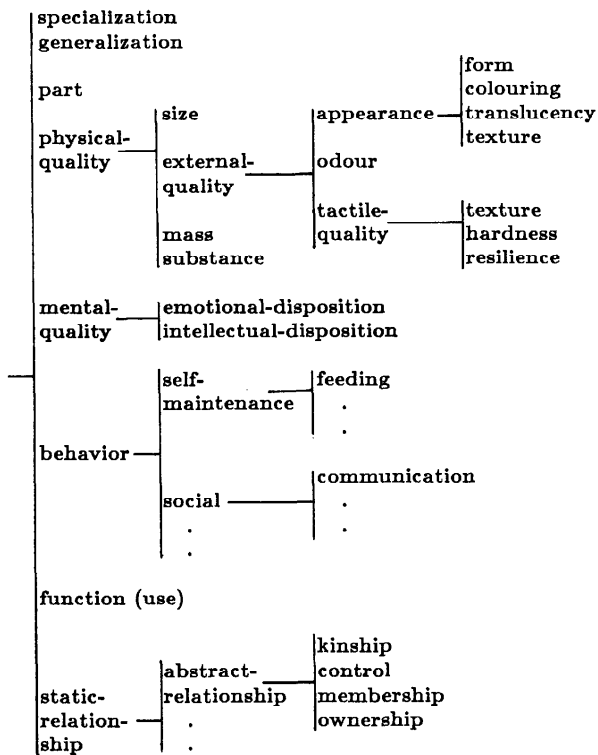 specialization
generalization
part
physical-
quality
size
external-
quality
mass
substance
appearance
odour
tactile-
quality
form
colouring
translucency
texture
texture
hardness
resilience
mental-
quality
emotional-disposition
intellectual-disposition
behavior
self-
maintenance
feeding
.
.
social
communication
.
.
.
.
function (use)
static-
relation-
ship
abstract-
relationship
.
.
kinship
control
membership
ownership